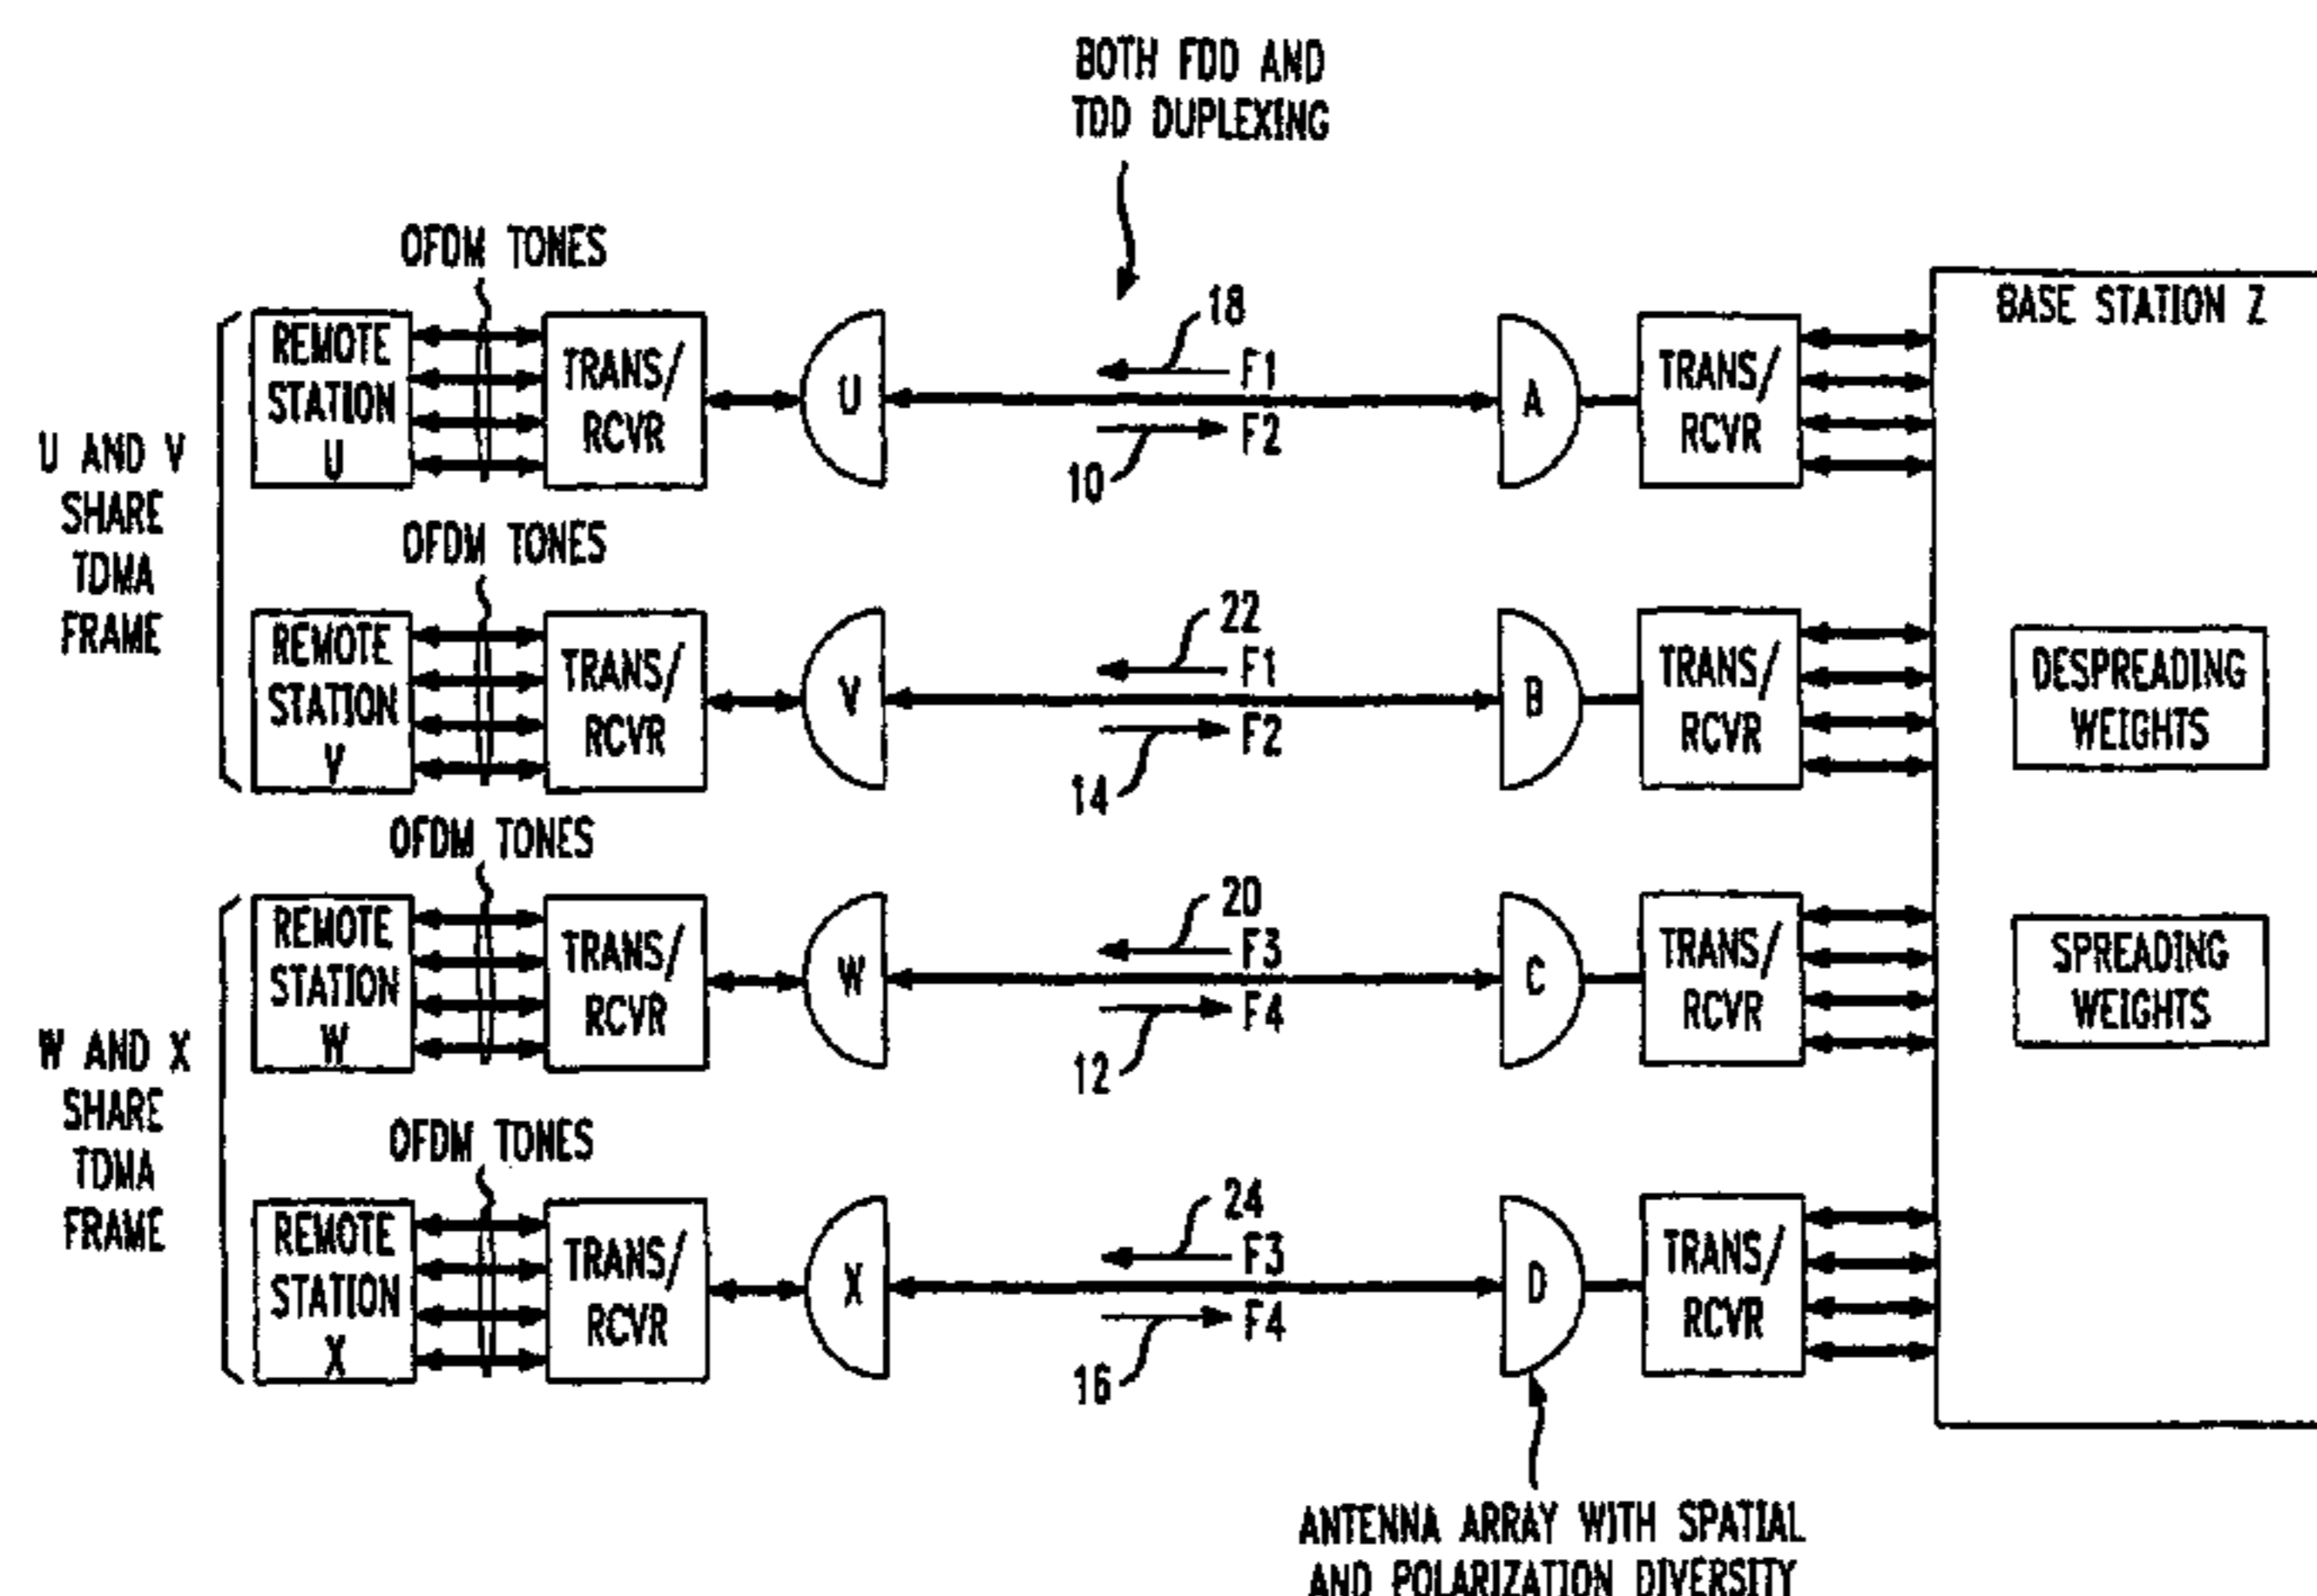 BOTH FDD AND
TDD DUPLEXING
OFDM TONES
18
F1
F2
10
REMOTE
STATION
U
TRANS/
RCVR
U
A
TRANS/
RCVR
BASE STATION Z
U AND V
SHARE
TDMA
FRAME
OFDM TONES
22
F1
F2
14
REMOTE
STATION
V
TRANS/
RCVR
V
B
TRANS/
RCVR
DESPREADING
WEIGHTS
OFDM TONES
20
F3
F4
12
REMOTE
STATION
W
TRANS/
RCVR
W
C
TRANS/
RCVR
SPREADING
WEIGHTS
W AND X
SHARE
TDMA
FRAME
OFDM TONES
24
F3
F4
16
REMOTE
STATION
X
TRANS/
RCVR
X
D
TRANS/
RCVR
ANTENNA ARRAY WITH SPATIAL
AND POLARIZATION DIVERSITY